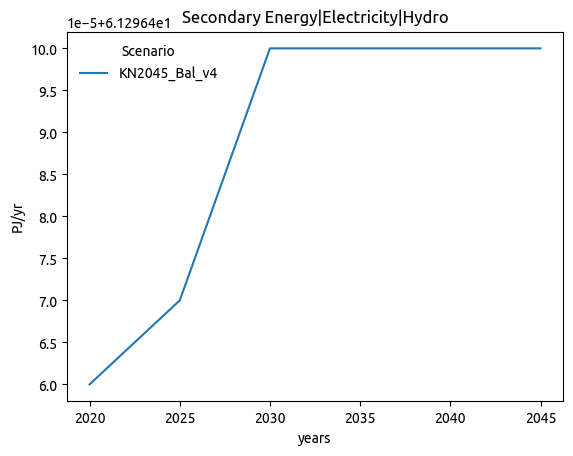 Secondary Energy|Electricity|Hydro
1e−5+6.12964e1
Scenario
KN2045_Bal_v4
PJ/yr
10.0
9.5
9.0
8.5
8.0
7.5
7.0
6.5
6.0
2020 2025 2030 2035 2040 2045
years